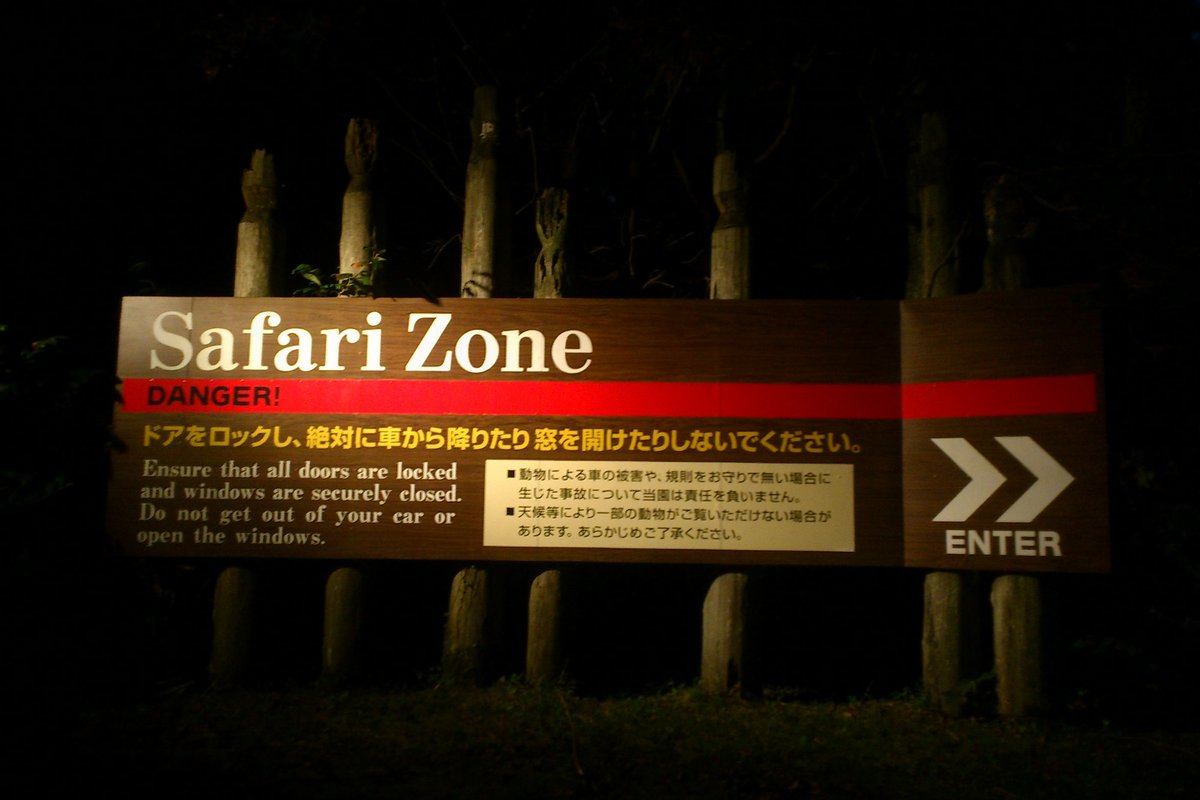 Safari Zone
DANGER!
ドアをロックし、絶対に車から降りたり窓を開けたりしないでください。
Ensure that all doors are locked
and windows are securely closed.
Do not get out of your car or
open the windows.
■動物による車の被害や、規則をお守りで無い場合に
生じた事故について当園は責任を負いません。
■天候等により一部の動物がご覧いただけない場合が
あります。あらかじめご了承ください。
ENTER